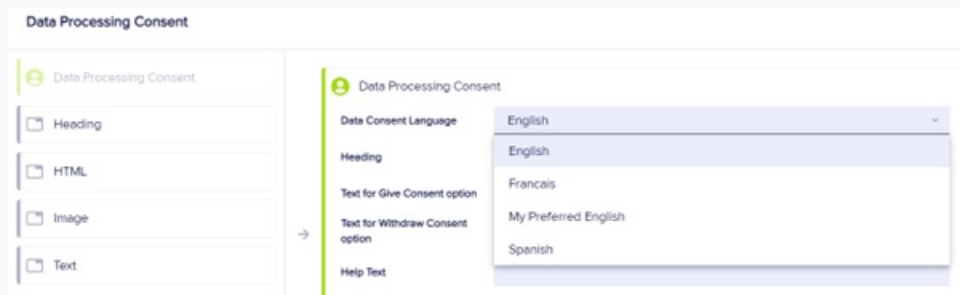 Data Processing Consent
Data Processing Consent
Heading
HTML
Image
Text
Data Processing Consent
Data Consent Language
English
English
Francais
My Preferred English
Spanish
Heading
Text for Give Consent option
Text for Withdraw Consent
option
Help Text